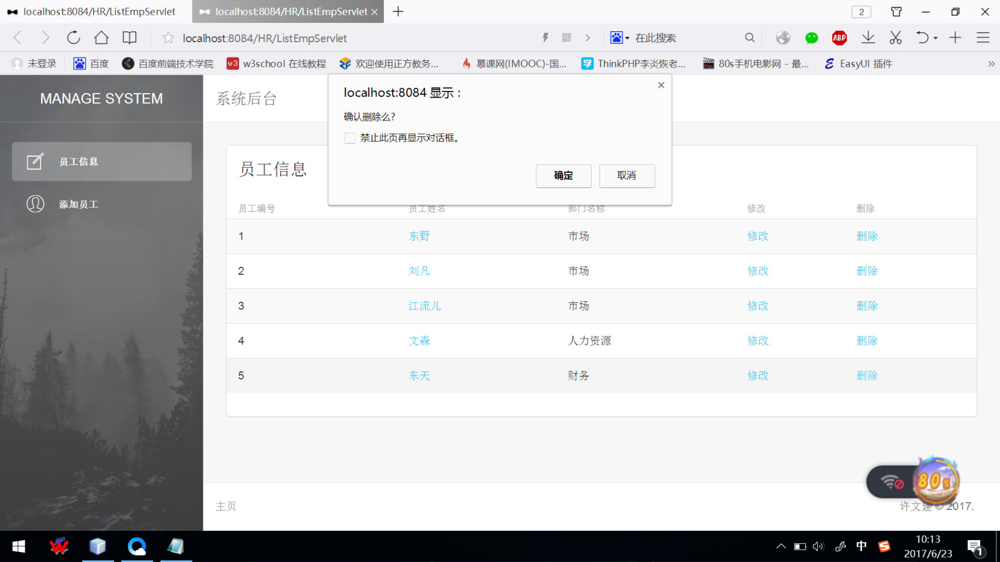 localhost:8084/HR/ListEmpServlet
localhost:8084/HR/ListEmpServlet
2
localhost:8084/HR/ListEmpServlet
在此搜索
ABP
未登录
百度
百度前端技术学院
w3 w3school 在线教程
欢迎使用正方教务...
慕课网(IMOOC)-国...
学 ThinkPHP李炎恢老...
80s手机电影网 - 最...
EasyUI 插件
MANAGE SYSTEM
系统后台
localhost:8084 显示：
确认删除么?
禁止此页再显示对话框。
确定
取消
员工信息
添加员工
员工信息
员工编号 员工姓名 部门名称 修改 删除
1 东野 市场 修改 删除
2 刘凡 市场 修改 删除
3 江流儿 市场 修改 删除
4 文森 人力资源 修改 删除
5 东天 财务 修改 删除
80%
主页
许文建 © 2017.
中
10:13
2017/6/23
1